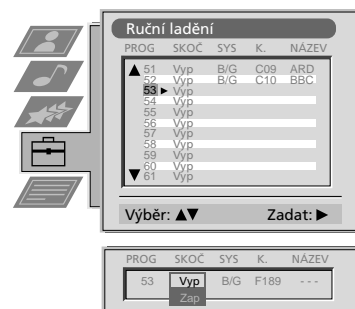 Ruční ladění
PROG SKOČ SYS K. NÁZEV
51 Vyp B/G C09 ARD
52 Vyp B/G C10 BBC
53 Vyp
54 Vyp
55 Vyp
56 Vyp
57 Vyp
58 Vyp
59 Vyp
60 Vyp
61 Vyp
Výběr: ▲▼ Zadat: ►
PROG SKOČ SYS K. NÁZEV
53 Vyp B/G F189 - - -
Zap